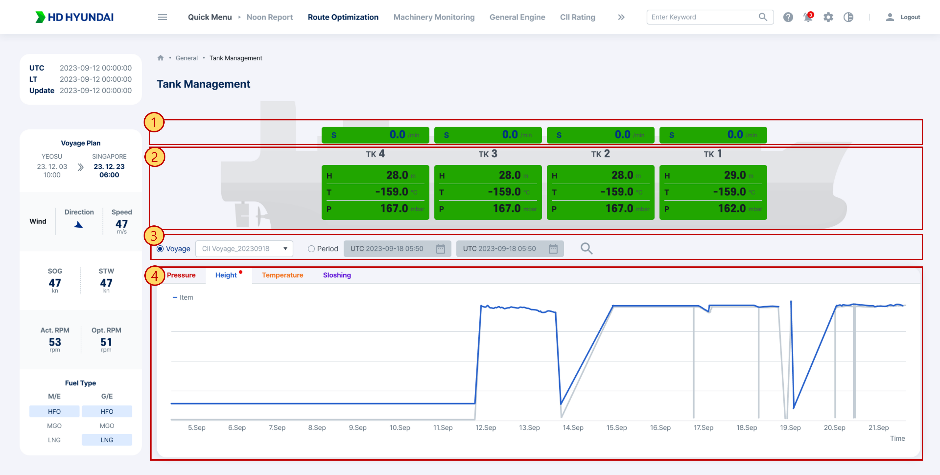 HD HYUNDAI
Quick Menu • Noon Report Route Optimization Machinery Monitoring General Engine CII Rating
Enter Keyword
3
Logout
UTC 2023-09-12 00:00:00
LT 2023-09-12 00:00:00
Update 2023-09-12 00:00:00
• General • Tank Management
Tank Management
Voyage Plan
YEOSU SINGAPORE
23. 12. 03 23. 12. 23
10:00 06:00
Wind Direction Speed
47
m/s
SOG STW
47 47
kn kn
Act. RPM Opt. RPM
53 51
rpm rpm
Fuel Type
M/E G/E
HFO HFO
MGO MGO
LNG LNG
1
S 0.0 S 0.0 S 0.0 S 0.0
2
TK 4 TK 3 TK 2 TK 1
H 28.0 m H 28.0 m H 28.0 m H 29.0 m
T -159.0 °C T -159.0 °C T -159.0 °C T -159.0 °C
P 167.0 mbar P 167.0 mbar P 167.0 mbar P 162.0 mbar
3
Voyage CII Voyage_20230918 Period UTC 2023-09-18 05:50 UTC 2023-09-18 05:50
4
Pressure Height Temperature Sloshing
Item
5.Sep 6.Sep 7.Sep 8.Sep 9.Sep 10.Sep 11.Sep 12.Sep 13.Sep 14.Sep 15.Sep 16.Sep 17.Sep 18.Sep 19.Sep 20.Sep 21.Sep
Time